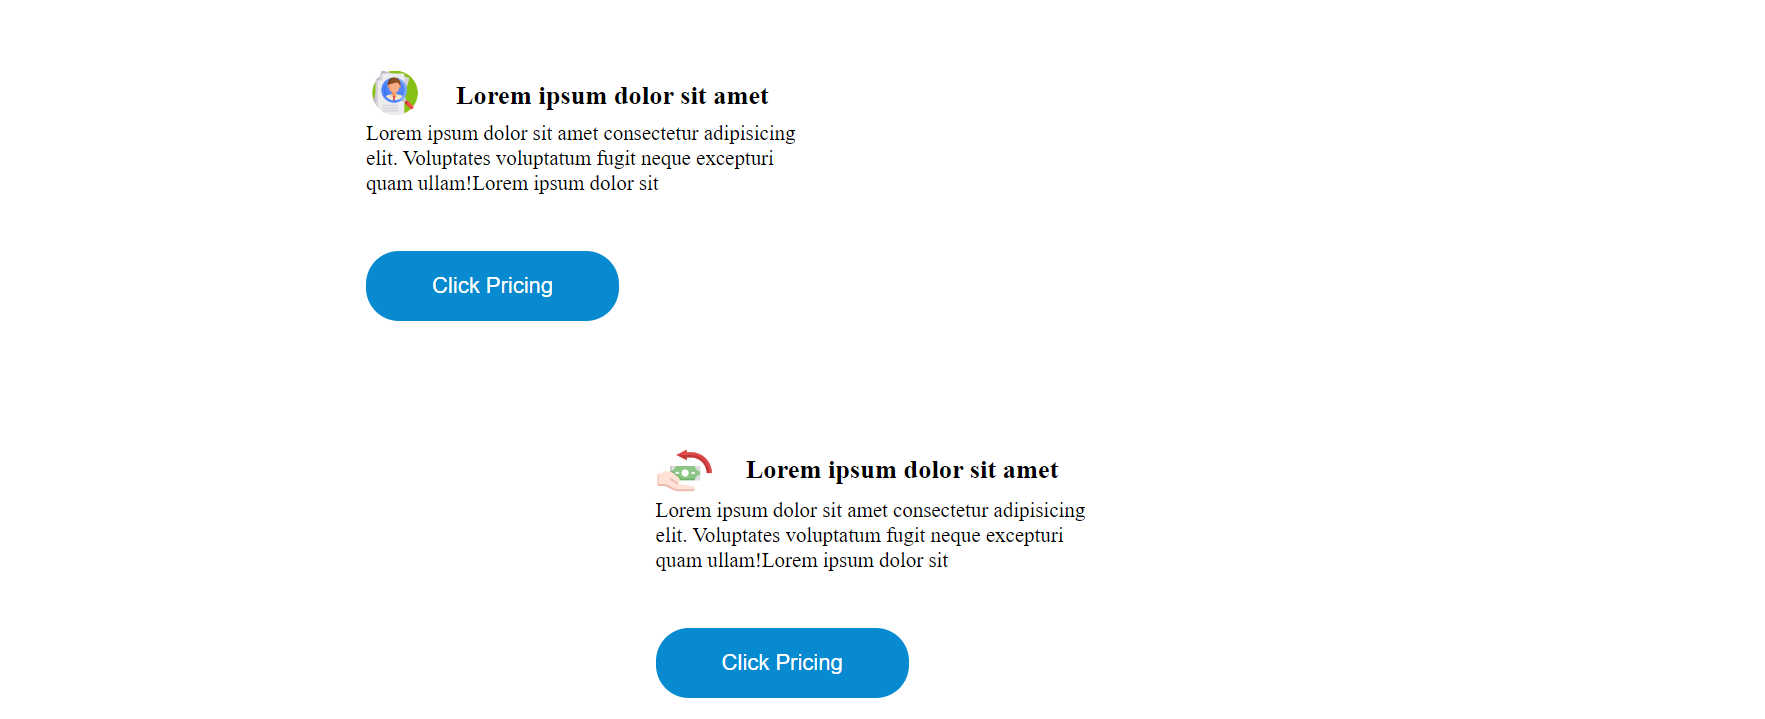 Lorem ipsum dolor sit amet
Lorem ipsum dolor sit amet consectetur adipisicing
elit. Voluptates voluptatum fugit neque excepturi
quam ullam!Lorem ipsum dolor sit
Click Pricing
Lorem ipsum dolor sit amet
Lorem ipsum dolor sit amet consectetur adipisicing
elit. Voluptates voluptatum fugit neque excepturi
quam ullam!Lorem ipsum dolor sit
Click Pricing